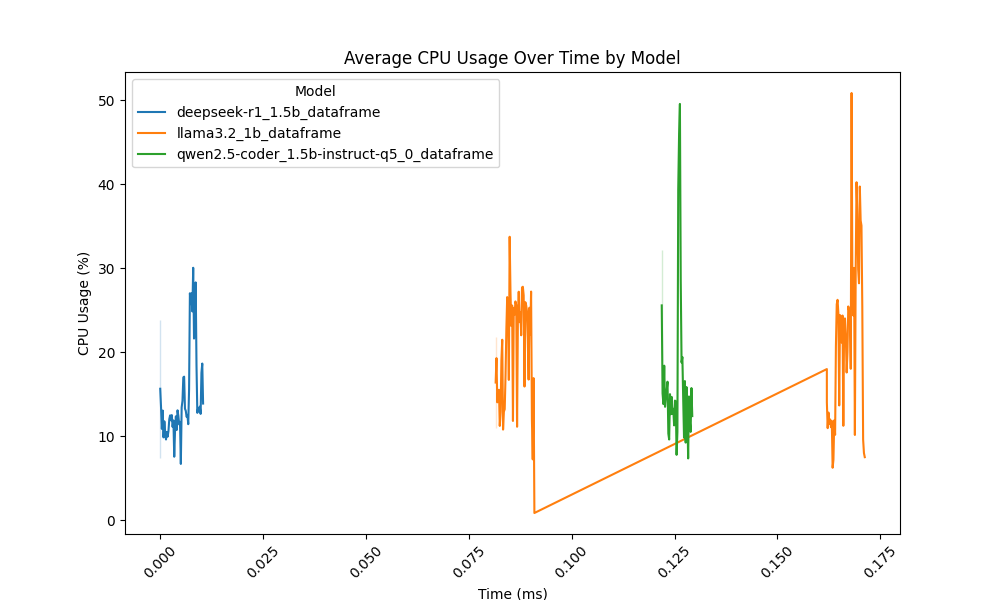 Average CPU Usage Over Time by Model
Model
deepseek-r1_1.5b_dataframe
llama3.2_1b_dataframe
qwen2.5-coder_1.5b-instruct-q5_0_dataframe
CPU Usage (%)
50
40
30
20
10
0
0.000
0.025
0.050
0.075
0.100
0.125
0.150
0.175
Time (ms)